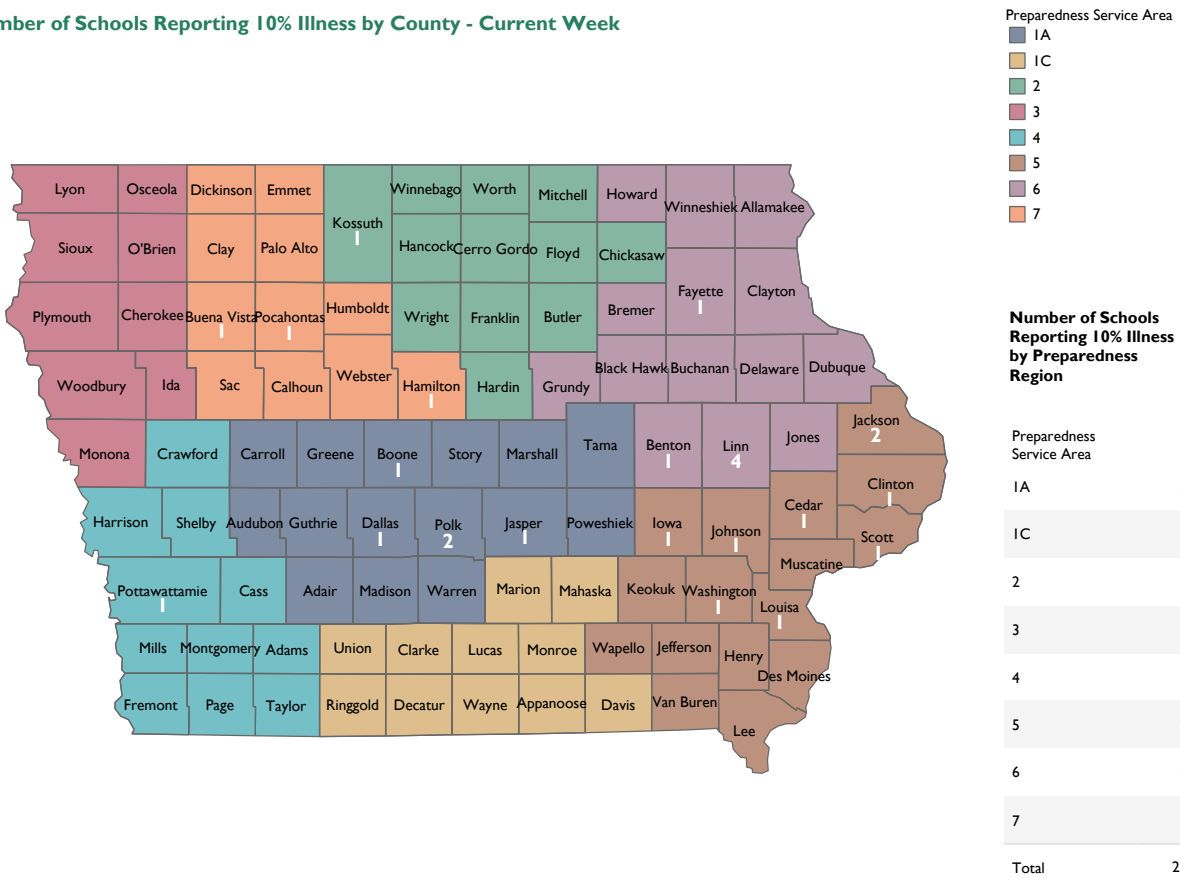 mber of Schools Reporting 10% Illness by County - Current Week
Preparedness Service Area
1A
1C
2
3
4
5
6
7
Lyon Osceola Dickinson Emmet Kossuth 1 Winnebago Worth Mitchell Howard Winneshiek Allamakee
Sioux O'Brien Clay Palo Alto Hancock Cerro Gordo Floyd Chickasaw
Plymouth Cherokee Buena Vista 1 Pocahontas 1 Humboldt Wright Franklin Butler Bremer Fayette 1 Clayton
Woodbury Ida Sac Calhoun Webster Hamilton 1 Hardin Grundy Black Hawk Buchanan Delaware Dubuque
Monona Crawford Carroll Greene Boone 1 Story Marshall Tama Benton 1 Linn 4 Jones Jackson 2
Clinton 1
Harrison Shelby Audubon Guthrie Dallas 1 Polk 2 Jasper 1 Poweshiek Iowa 1 Johnson 1 Cedar 1 Scott 1
Muscatine
Pottawattamie 1 Cass Adair Madison Warren Marion Mahaska Keokuk Washington 1 Louisa 1
Mills Montgomery Adams Union Clarke Lucas Monroe Wapello Jefferson Henry Des Moines
Fremont Page Taylor Ringgold Decatur Wayne Appanoose Davis Van Buren Lee
Number of Schools
Reporting 10% Illness
by Preparedness
Region
Preparedness
Service Area
1A
1C
2
3
4
5
6
7
Total 2